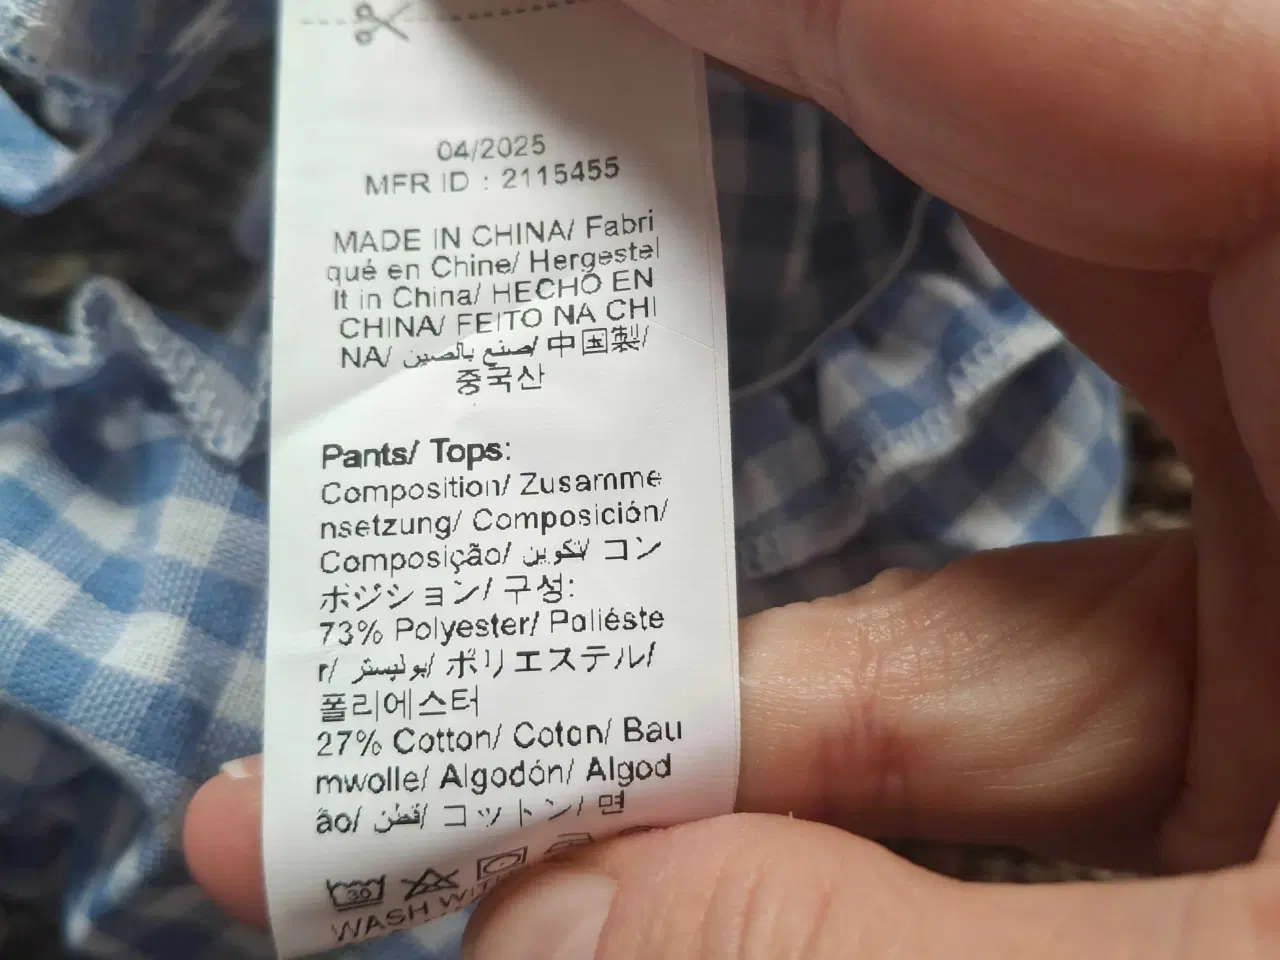 04/2025
MFR ID : 2115455
MADE IN CHINA/ Fabri
qué en Chine/ Hergestel
lt in China/ HECHO EN
CHINA/ FEITO NA CHI
NA/ صنع بالصين/ 中国製/
중국산
Pants/ Tops:
Composition/ Zusamme
nsetzung/ Composición/
Composição/ تكوين/ コン
ポジション/ 구성:
73% Polyester/ Poliéste
r/ بوليستر/ ポリエステル/
폴리에스터
27% Cotton/ Coton/ Bau
mwolle/ Algodón/ Algod
ão/ قطن/ コットン/ 면
30
WASH